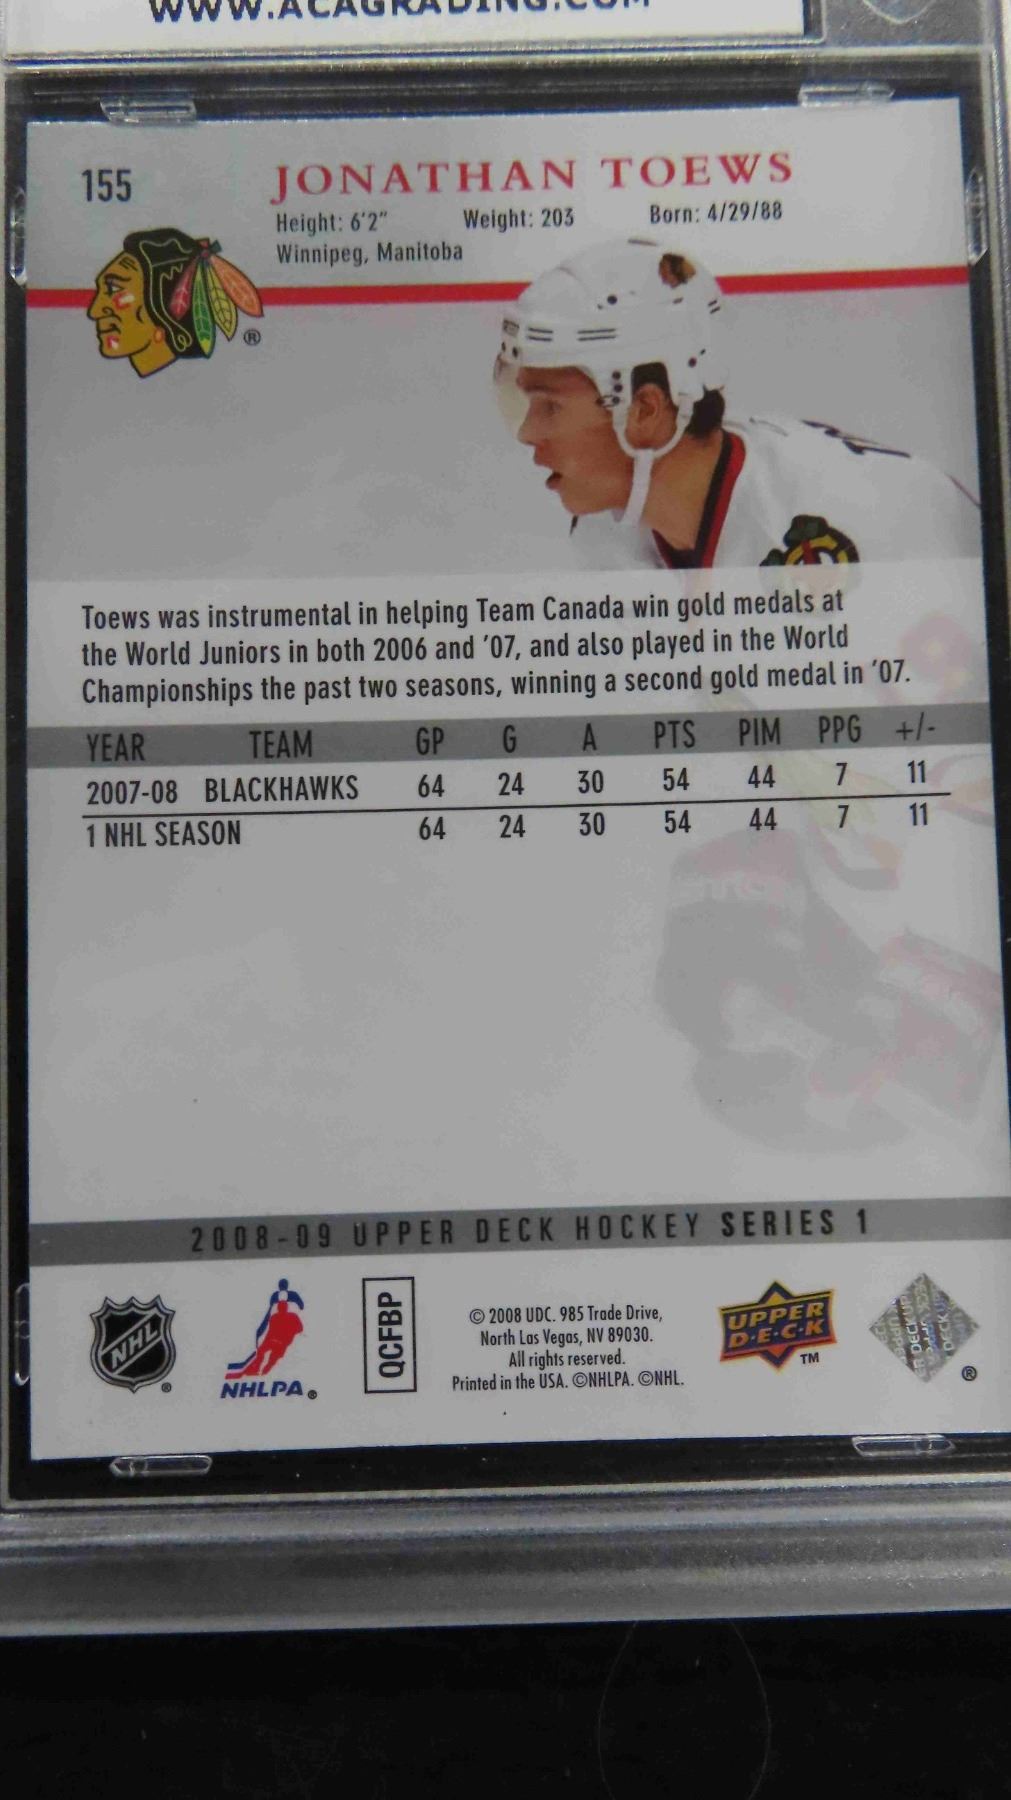 WWW.ACAGRADING.COM
155
JONATHAN TOEWS
Height: 6'2" Weight: 203 Born: 4/29/88
Winnipeg, Manitoba
®
Toews was instrumental in helping Team Canada win gold medals at
the World Juniors in both 2006 and '07, and also played in the World
Championships the past two seasons, winning a second gold medal in '07.
YEAR TEAM GP G A PTS PIM PPG +/-
2007-08 BLACKHAWKS 64 24 30 54 44 7 11
1 NHL SEASON 64 24 30 54 44 7 11
2008-09 UPPER DECK HOCKEY SERIES 1
NHL ®
NHLPA ®
QCFBP
© 2008 UDC. 985 Trade Drive,
North Las Vegas, NV 89030.
All rights reserved.
Printed in the USA. ©NHLPA. ©NHL.
UPPER
D·E·C·K
TM
®